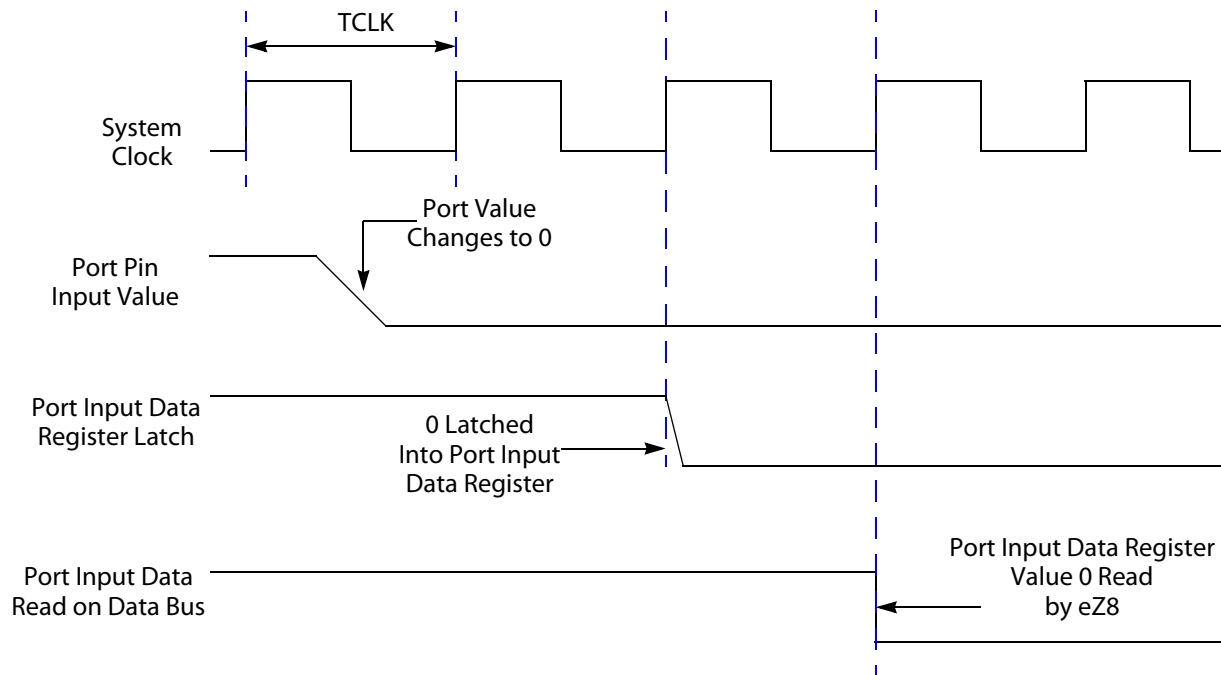 TCLK
System
Clock
Port Value
Changes to 0
Port Pin
Input Value
Port Input Data
Register Latch
0 Latched
Into Port Input
Data Register
Port Input Data Register
Value 0 Read
by eZ8
Port Input Data
Read on Data Bus